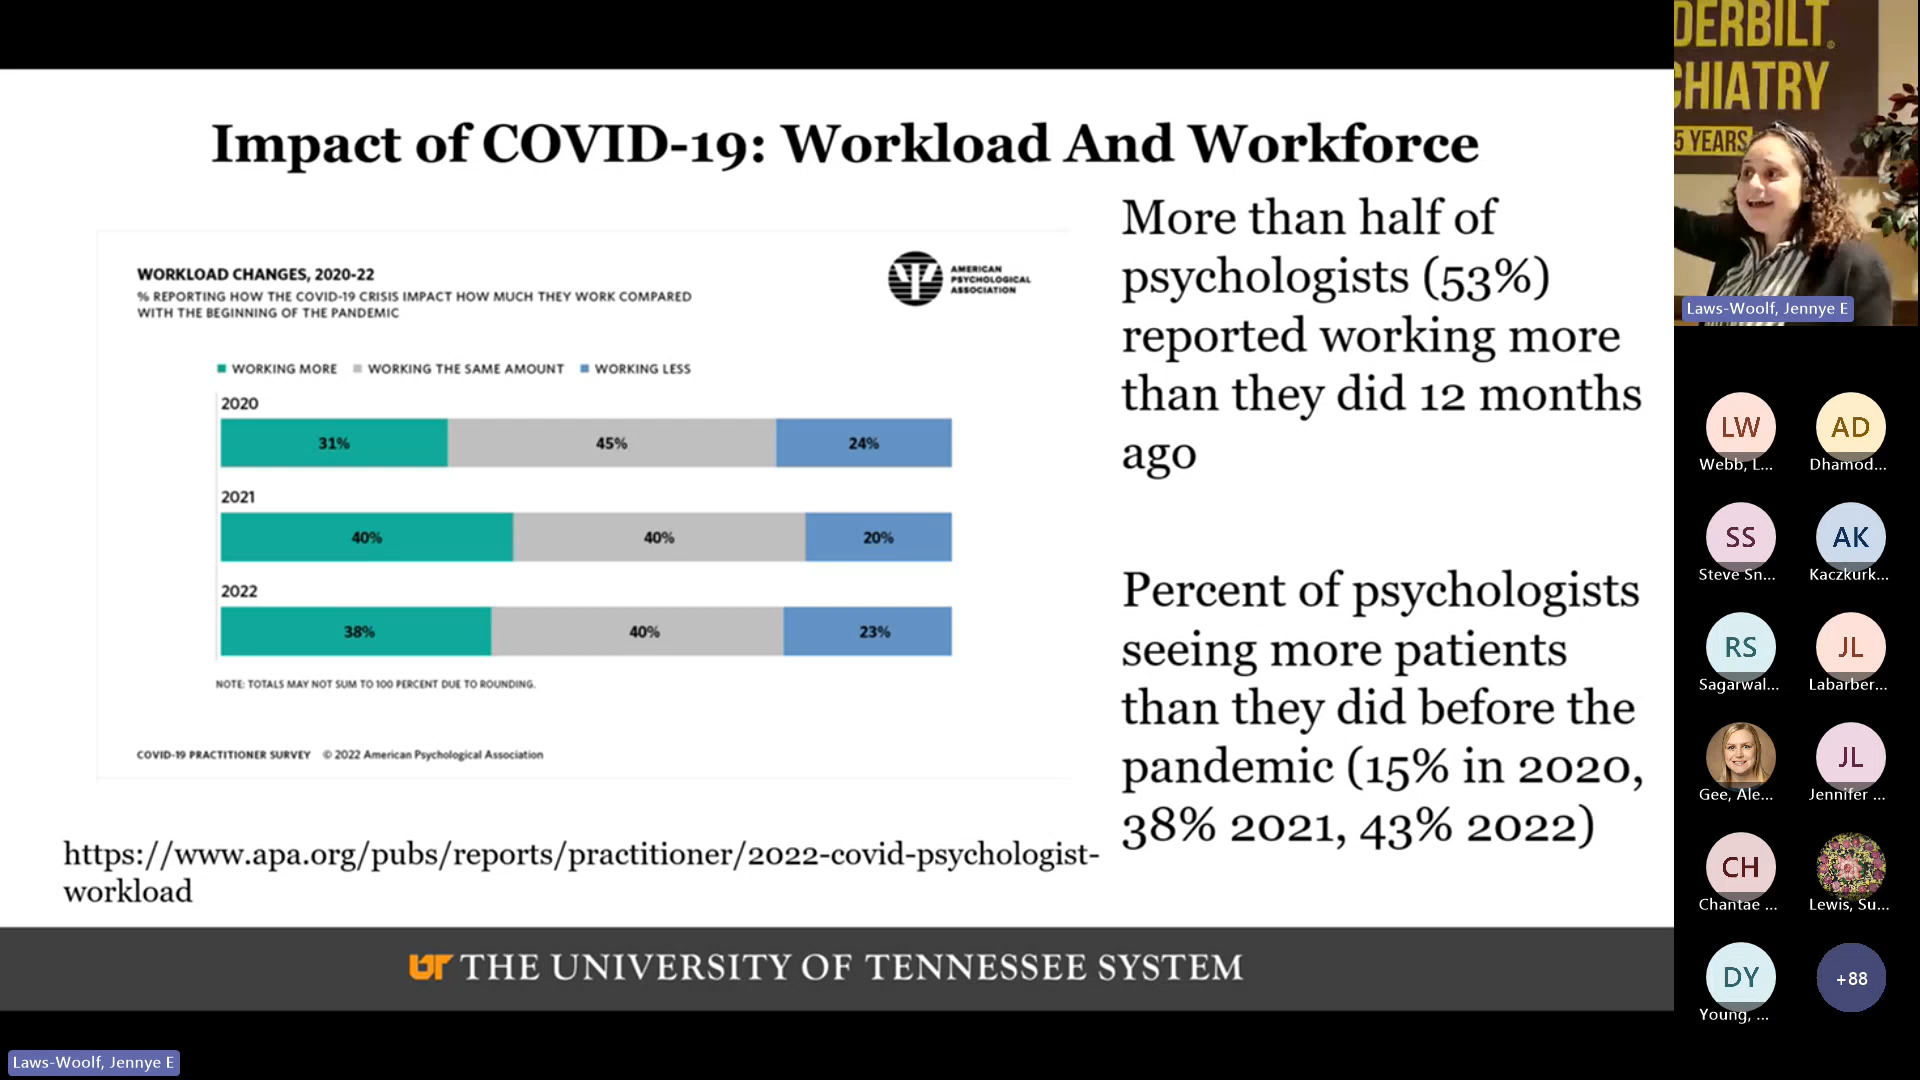 Impact of COVID-19: Workload And Workforce
WORKLOAD CHANGES, 2020-22
% REPORTING HOW THE COVID-19 CRISIS IMPACT HOW MUCH THEY WORK COMPARED
WITH THE BEGINNING OF THE PANDEMIC
AMERICAN
PSYCHOLOGICAL
ASSOCIATION
WORKING MORE WORKING THE SAME AMOUNT WORKING LESS
2020
31% 45% 24%
2021
40% 40% 20%
2022
38% 40% 23%
NOTE: TOTALS MAY NOT SUM TO 100 PERCENT DUE TO ROUNDING.
COVID-19 PRACTITIONER SURVEY © 2022 American Psychological Association
More than half of
psychologists (53%)
reported working more
than they did 12 months
ago
Percent of psychologists
seeing more patients
than they did before the
pandemic (15% in 2020,
38% 2021, 43% 2022)
https://www.apa.org/pubs/reports/practitioner/2022-covid-psychologist-
workload
UT THE UNIVERSITY OF TENNESSEE SYSTEM
Laws-Woolf, Jennye E
DERBILT®
CHIATRY
5 YEARS
Laws-Woolf, Jennye E
LW AD
Webb, L... Dhamod...
SS AK
Steve Sn... Kaczkurk...
RS JL
Sagarwal... Labarber...
JL
Gee, Ale... Jennifer ...
CH
Chantae ... Lewis, Su...
DY +88
Young, ...